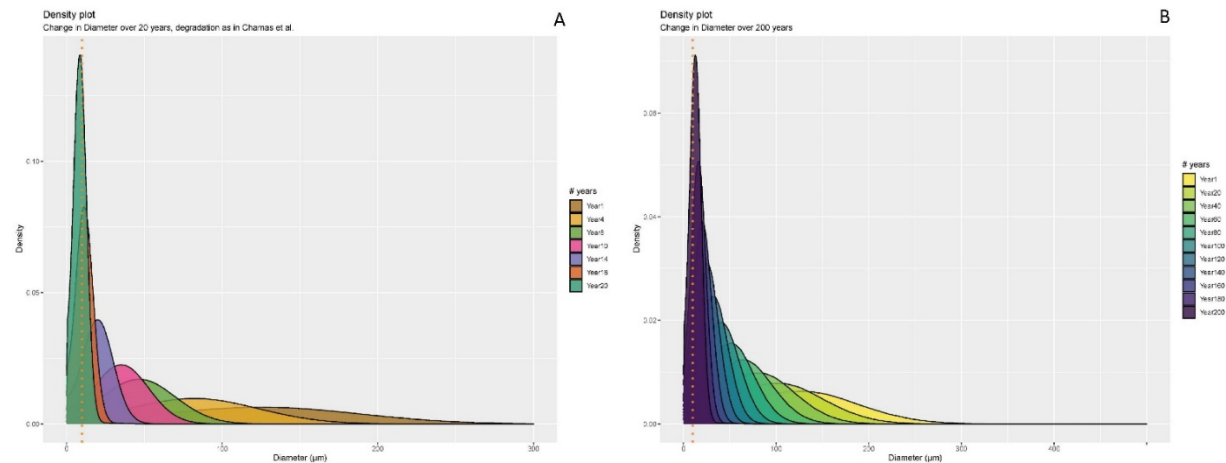 Density plot
Change in Diameter over 20 years, degradation as in Chamas et al.
A
0.10
0.05
0.00
Density
0
100
200
300
Diameter (µm)
# years
Year1
Year4
Year8
Year10
Year14
Year18
Year20
Density plot
Change in Diameter over 200 years
B
0.08
0.04
0.02
0.00
Density
0
100
200
400
Diameter (µm)
# years
Year1
Year20
Year40
Year60
Year80
Year100
Year120
Year140
Year160
Year180
Year200